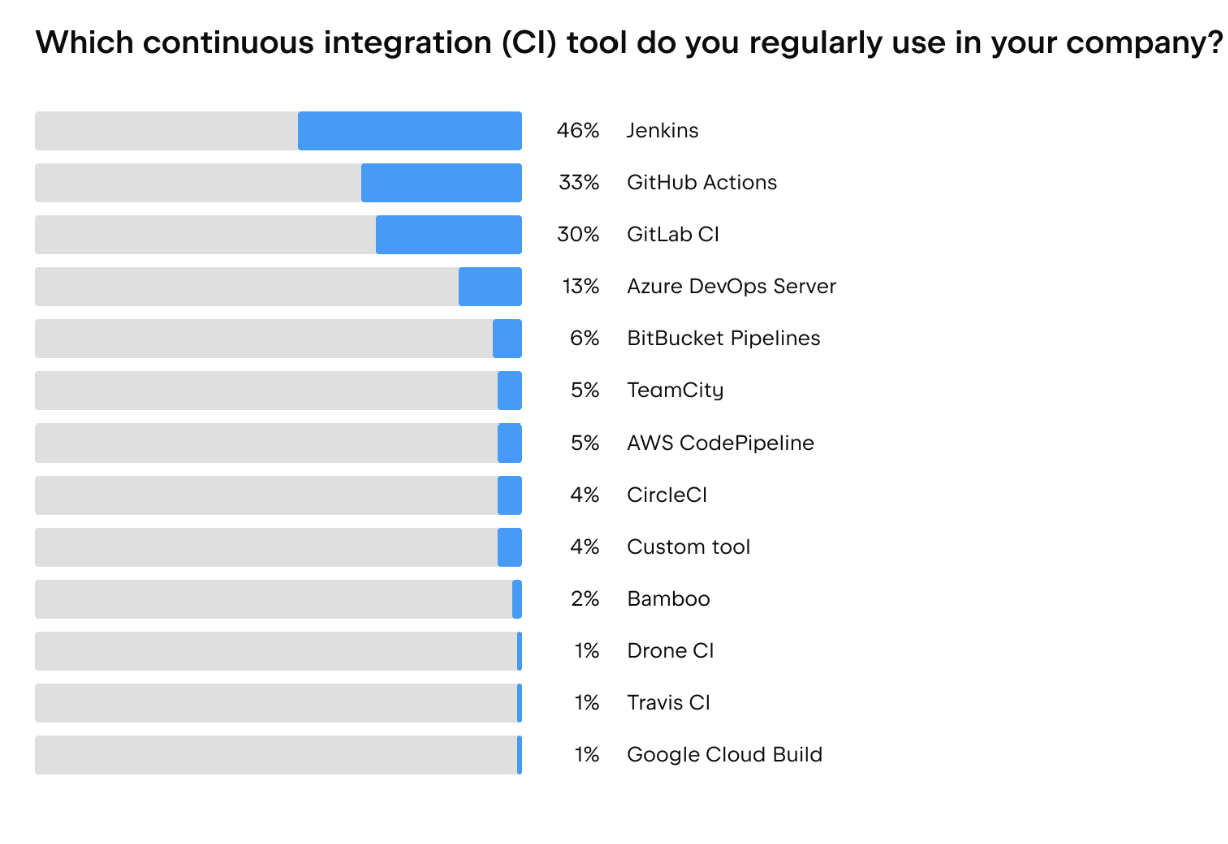 Which continuous integration (CI) tool do you regularly use in your company?
46% Jenkins
33% GitHub Actions
30% GitLab CI
13% Azure DevOps Server
6% BitBucket Pipelines
5% TeamCity
5% AWS CodePipeline
4% CircleCI
4% Custom tool
2% Bamboo
1% Drone CI
1% Travis CI
1% Google Cloud Build